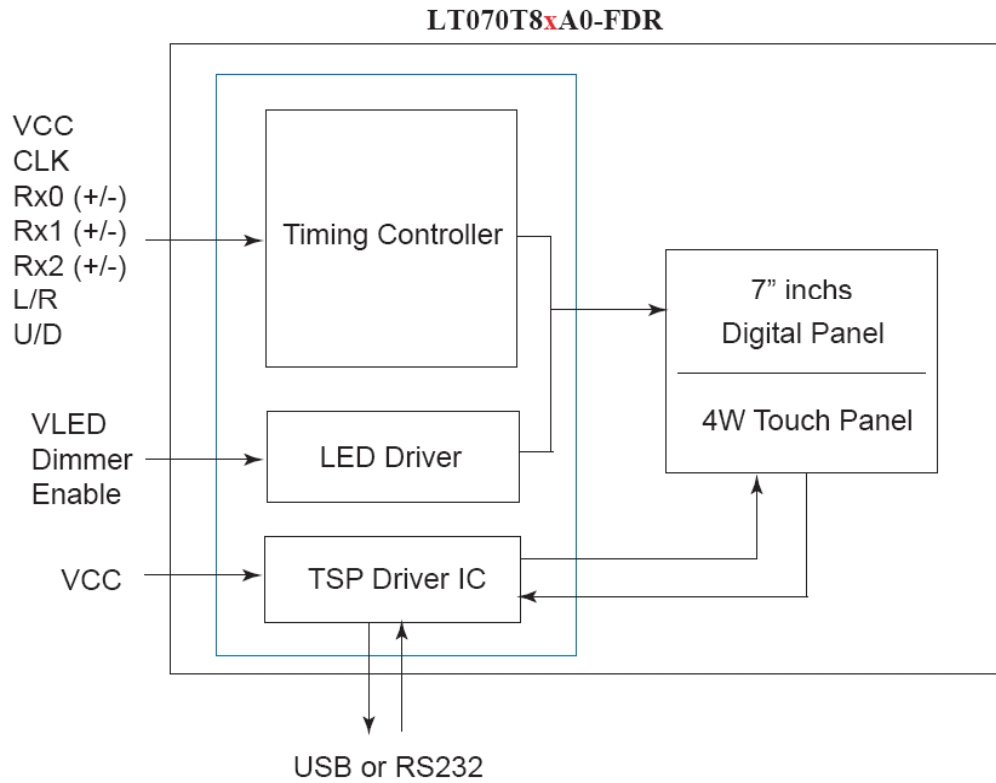 LT070T8xA0-FDR
VCC
CLK
Rx0 (+/-)
Rx1 (+/-)
Rx2 (+/-)
L/R
U/D
Timing Controller
7” inchs
Digital Panel
4W Touch Panel
VLED
Dimmer
Enable
LED Driver
VCC
TSP Driver IC
USB or RS232